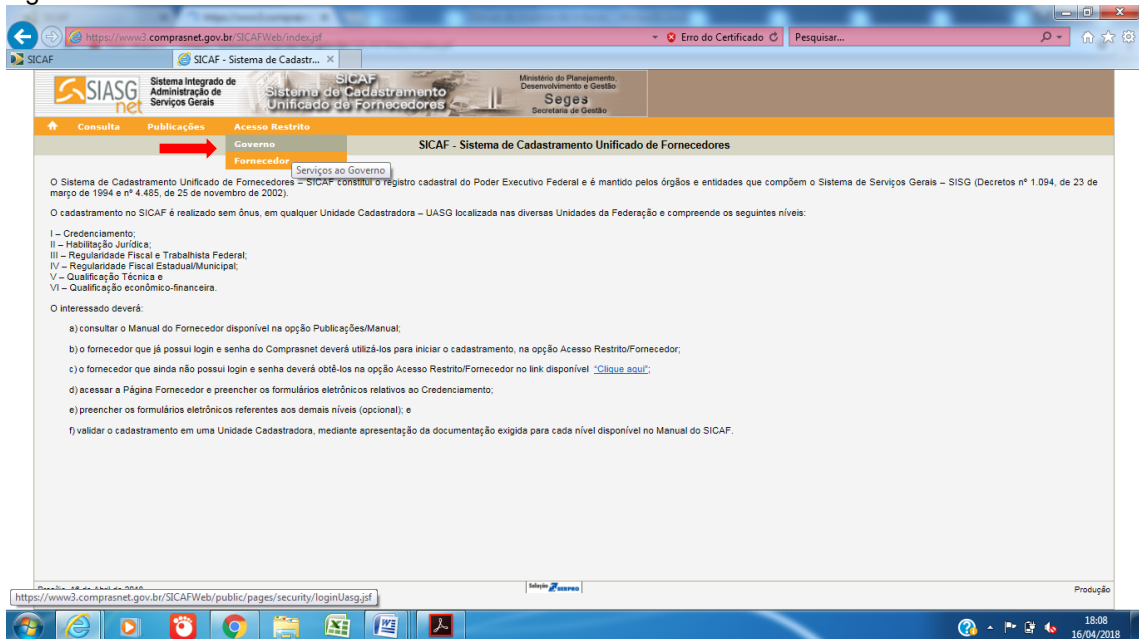 https://www3.comprasnet.gov.br/SICAFWeb/index.jsf
Erro do Certificado
Pesquisar...
SICAF
SICAF - Sistema de Cadastr...
SIASG
net
Sistema Integrado de
Administração de
Serviços Gerais
SICAF
Sistema de Cadastramento
Unificado de Fornecedores
Ministério do Planejamento,
Desenvolvimento e Gestão
Seges
Secretaria de Gestão
Consulta Publicações Acesso Restrito
Governo
Fornecedor
Serviços ao Governo
SICAF - Sistema de Cadastramento Unificado de Fornecedores
O Sistema de Cadastramento Unificado de Fornecedores – SICAF constitui o registro cadastral do Poder Executivo Federal e é mantido pelos órgãos e entidades que compõem o Sistema de Serviços Gerais – SISG (Decretos nº 1.094, de 23 de
março de 1994 e nº 4.485, de 25 de novembro de 2002).
O cadastramento no SICAF é realizado sem ônus, em qualquer Unidade Cadastradora – UASG localizada nas diversas Unidades da Federação e compreende os seguintes níveis:
I – Credenciamento;
II – Habilitação Jurídica;
III – Regularidade Fiscal e Trabalhista Federal;
IV – Regularidade Fiscal Estadual/Municipal;
V – Qualificação Técnica e
VI – Qualificação econômico-financeira.
O interessado deverá:
a) consultar o Manual do Fornecedor disponível na opção Publicações/Manual;
b) o fornecedor que já possui login e senha do Comprasnet deverá utilizá-los para iniciar o cadastramento, na opção Acesso Restrito/Fornecedor;
c) o fornecedor que ainda não possui login e senha deverá obtê-los na opção Acesso Restrito/Fornecedor no link disponível "Clique aqui";
d) acessar a Página Fornecedor e preencher os formulários eletrônicos relativos ao Credenciamento;
e) preencher os formulários eletrônicos referentes aos demais níveis (opcional); e
f) validar o cadastramento em uma Unidade Cadastradora, mediante apresentação da documentação exigida para cada nível disponível no Manual do SICAF.
Solução SERPRO
Produção
https://www3.comprasnet.gov.br/SICAFWeb/public/pages/security/loginUasg.jsf
18:08
16/04/2018